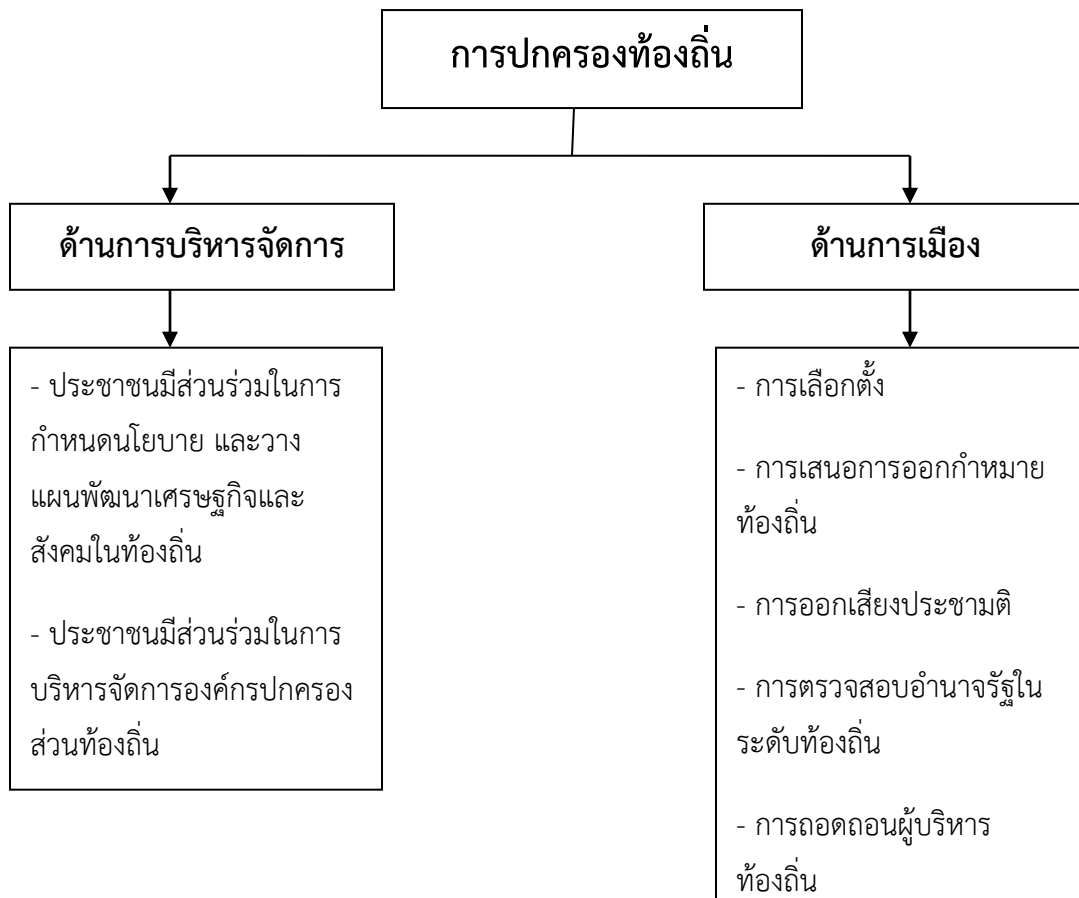 การปกครองท้องถิ่น
ด้านการบริหารจัดการ
ด้านการเมือง
- ประชาชนมีส่วนร่วมในการ
กำหนดนโยบาย และวาง
แผนพัฒนาเศรษฐกิจและ
สังคมในท้องถิ่น
- ประชาชนมีส่วนร่วมในการ
บริหารจัดการองค์กรปกครอง
ส่วนท้องถิ่น
- การเลือกตั้ง
- การเสนอการออกกำหมาย
ท้องถิ่น
- การออกเสียงประชามติ
- การตรวจสอบอำนาจรัฐใน
ระดับท้องถิ่น
- การถอดถอนผู้บริหาร
ท้องถิ่น